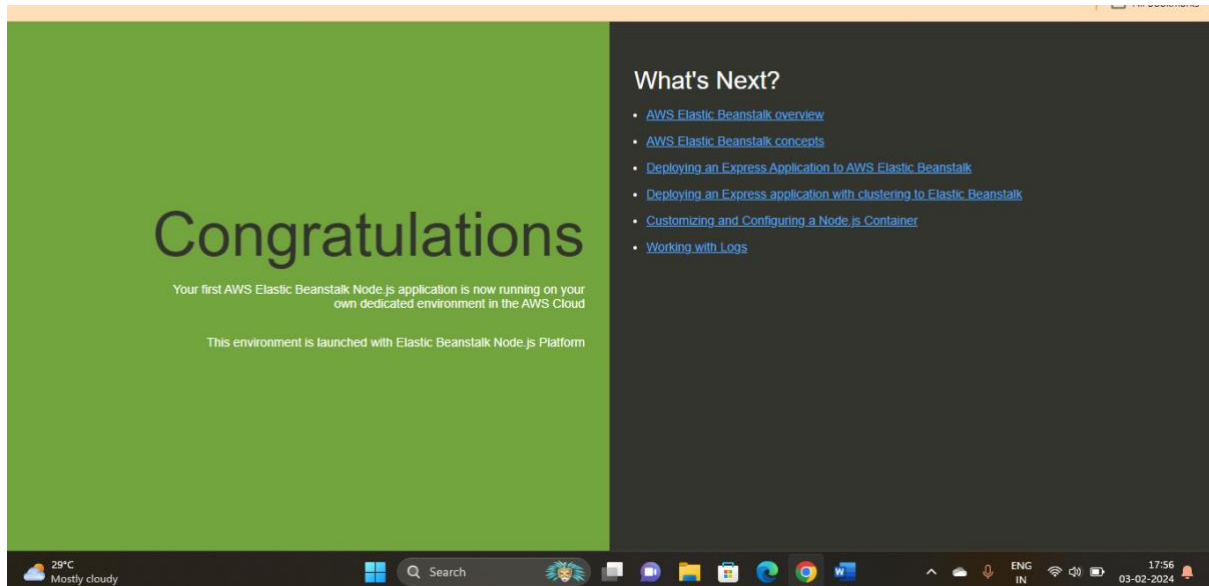 All Bookmarks
Congratulations
Your first AWS Elastic Beanstalk Node.js application is now running on your
own dedicated environment in the AWS Cloud
This environment is launched with Elastic Beanstalk Node.js Platform
What's Next?
AWS Elastic Beanstalk overview
AWS Elastic Beanstalk concepts
Deploying an Express Application to AWS Elastic Beanstalk
Deploying an Express application with clustering to Elastic Beanstalk
Customizing and Configuring a Node.js Container
Working with Logs
29°C
Mostly cloudy
Search
ENG
IN
17:56
03-02-2024